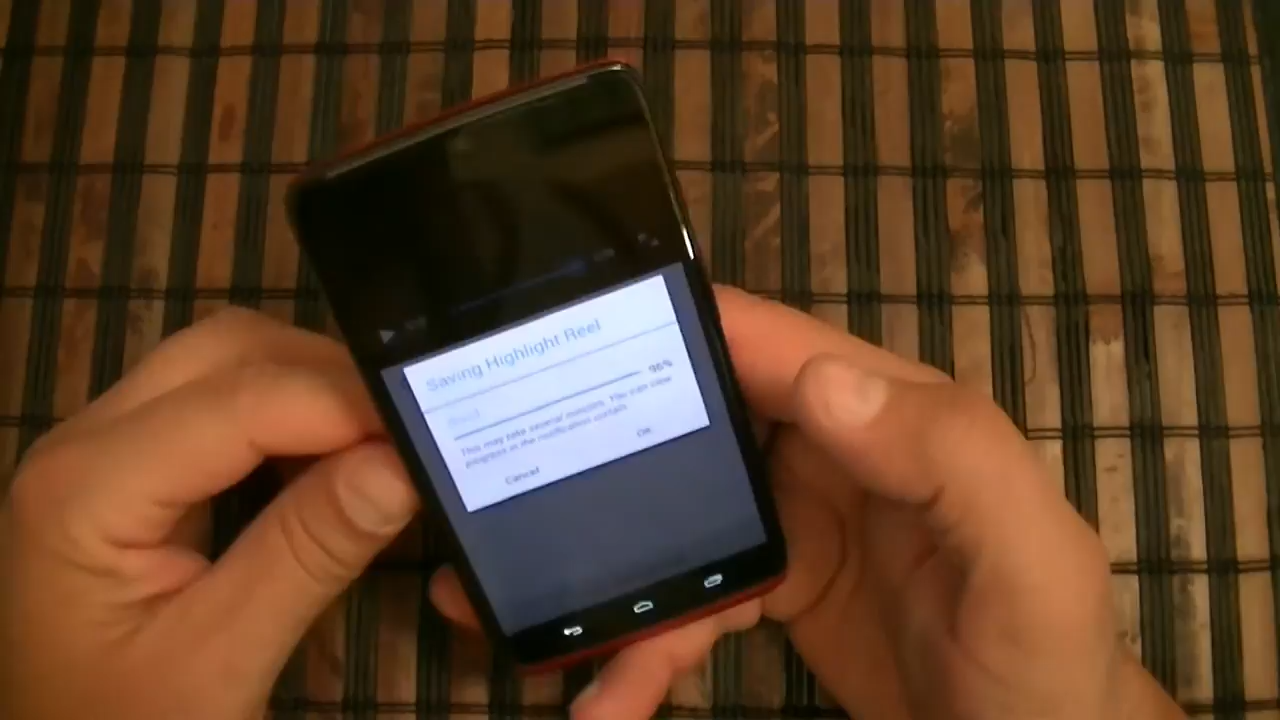 Saving Highlight Reel
96%
This may take several minutes. You can view
progress in the notification curtain.
Cancel
OK